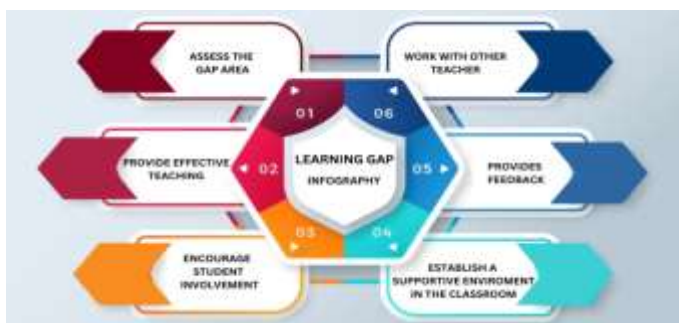 ASSESS THE
GAP AREA
WORK WITH OTHER
TEACHER
01
06
PROVIDE EFFECTIVE
TEACHING
02
LEARNING GAP
INFOGRAPHY
05
PROVIDES
FEEDBACK
03
04
ENCOURAGE
STUDENT
INVOLVEMENT
ESTABLISH A
SUPPORTIVE ENVIROMENT
IN THE CLASSROOM